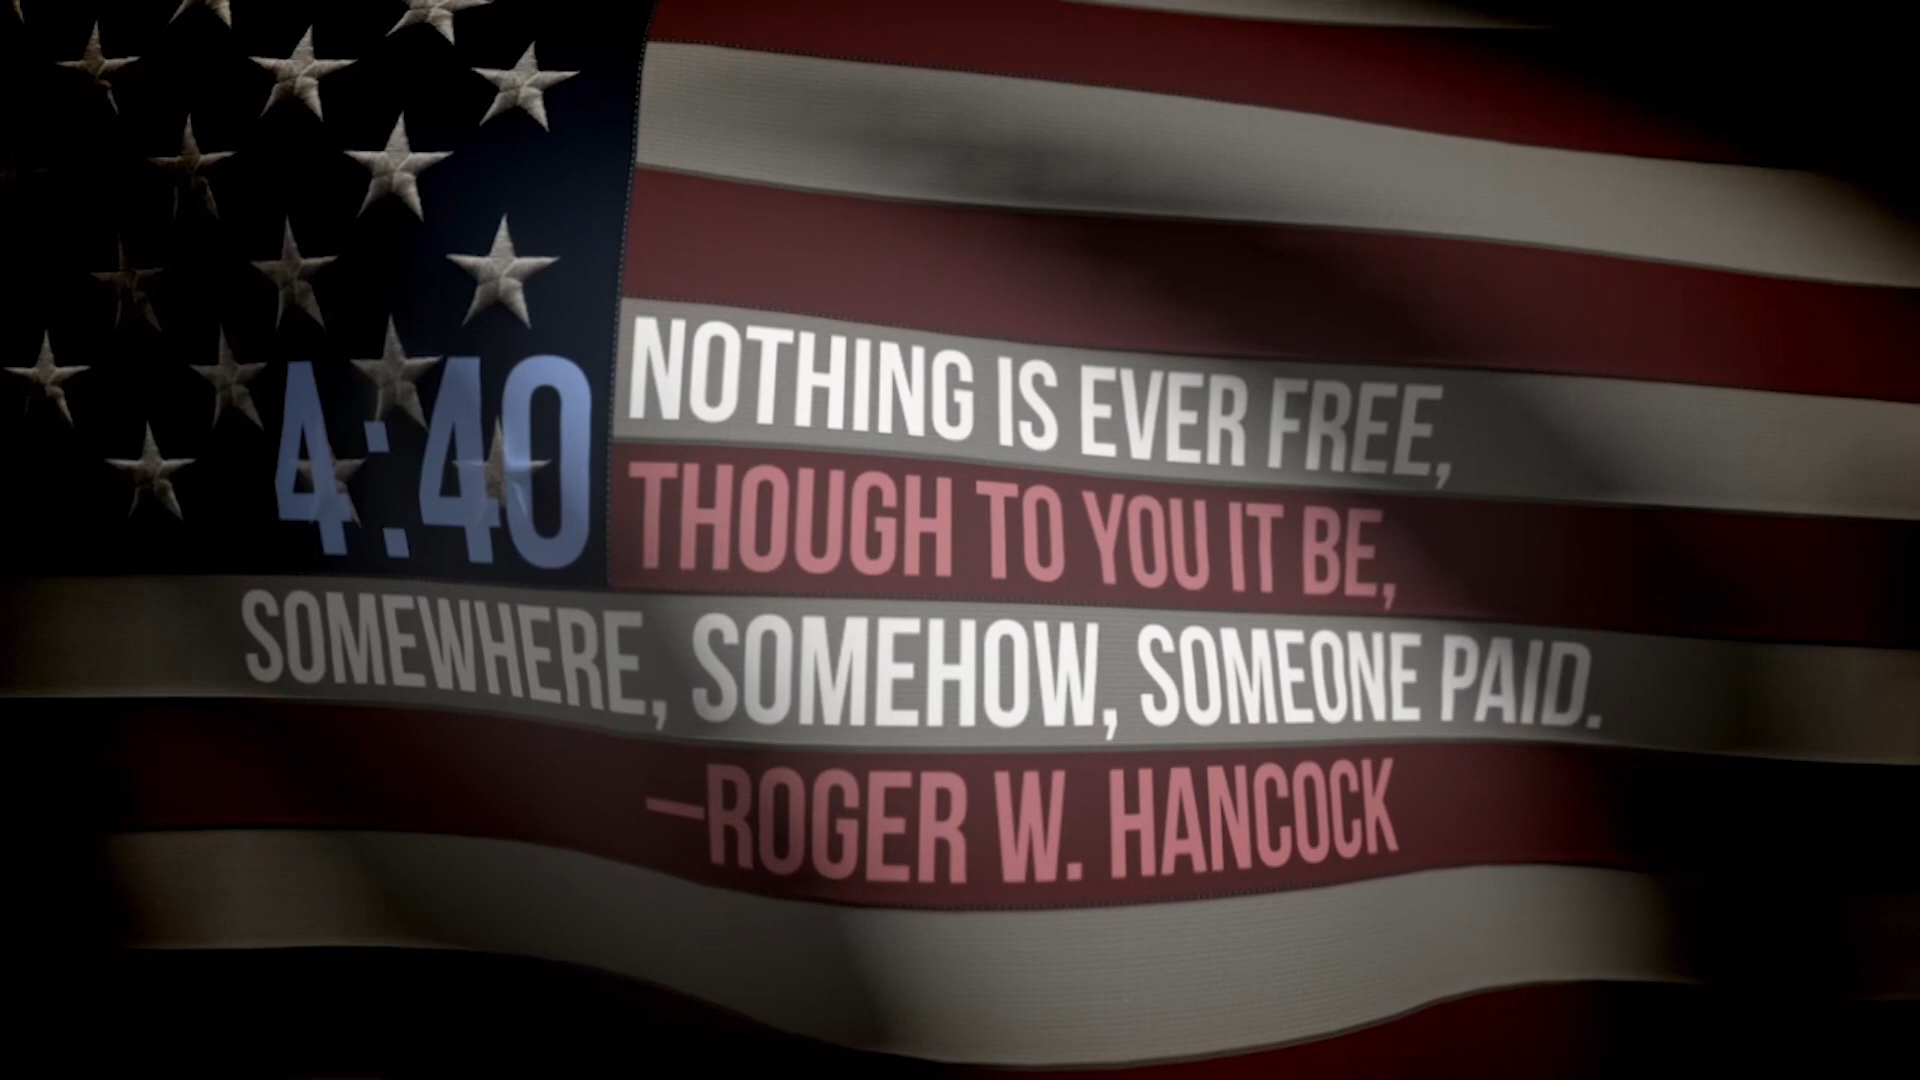 4:40
NOTHING IS EVER FREE,
THOUGH TO YOU IT BE,
SOMEWHERE, SOMEHOW, SOMEONE PAID.
—ROGER W. HANCOCK